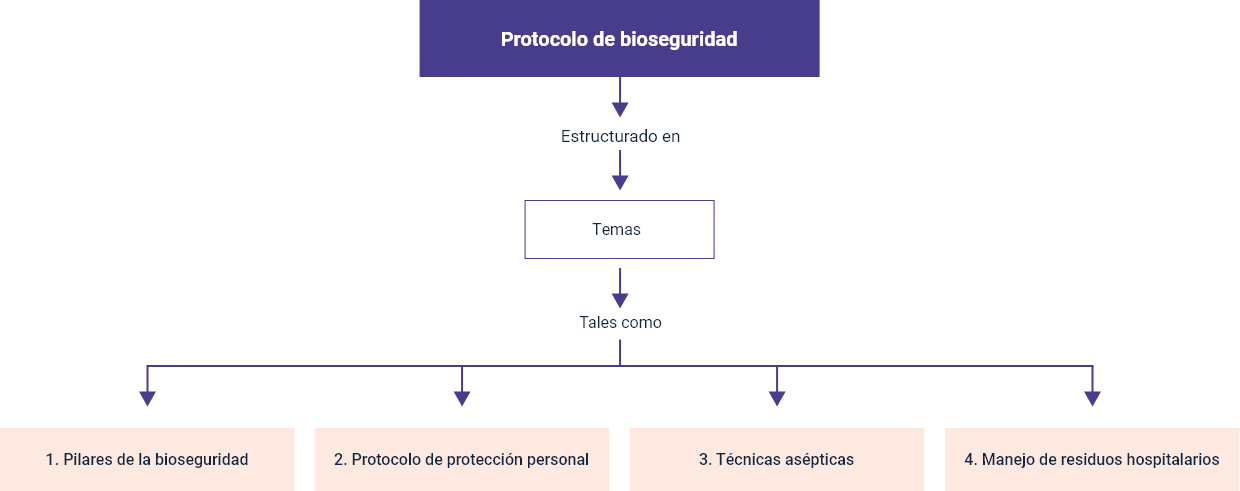 Protocolo de bioseguridad
Estructurado en
Temas
Tales como
1. Pilares de la bioseguridad
2. Protocolo de protección personal
3. Técnicas asépticas
4. Manejo de residuos hospitalarios